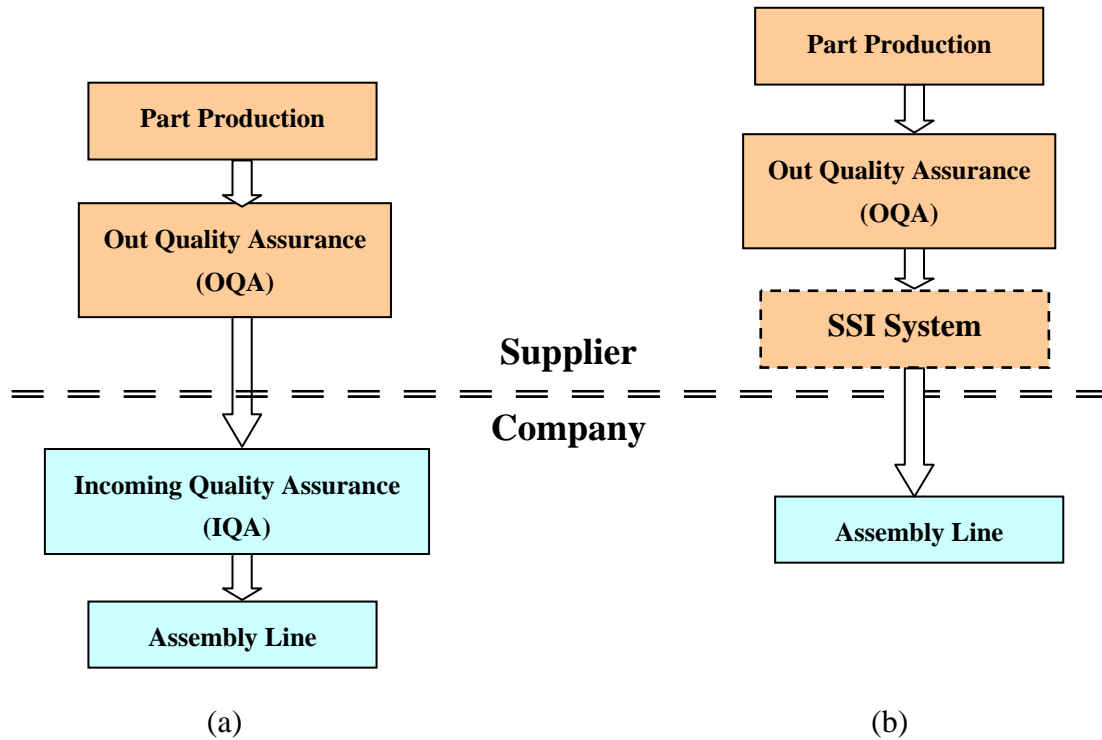 Part Production
Out Quality Assurance
(OQA)
Supplier
Company
Incoming Quality Assurance
(IQA)
Assembly Line
(a)
Part Production
Out Quality Assurance
(OQA)
SSI System
Assembly Line
(b)